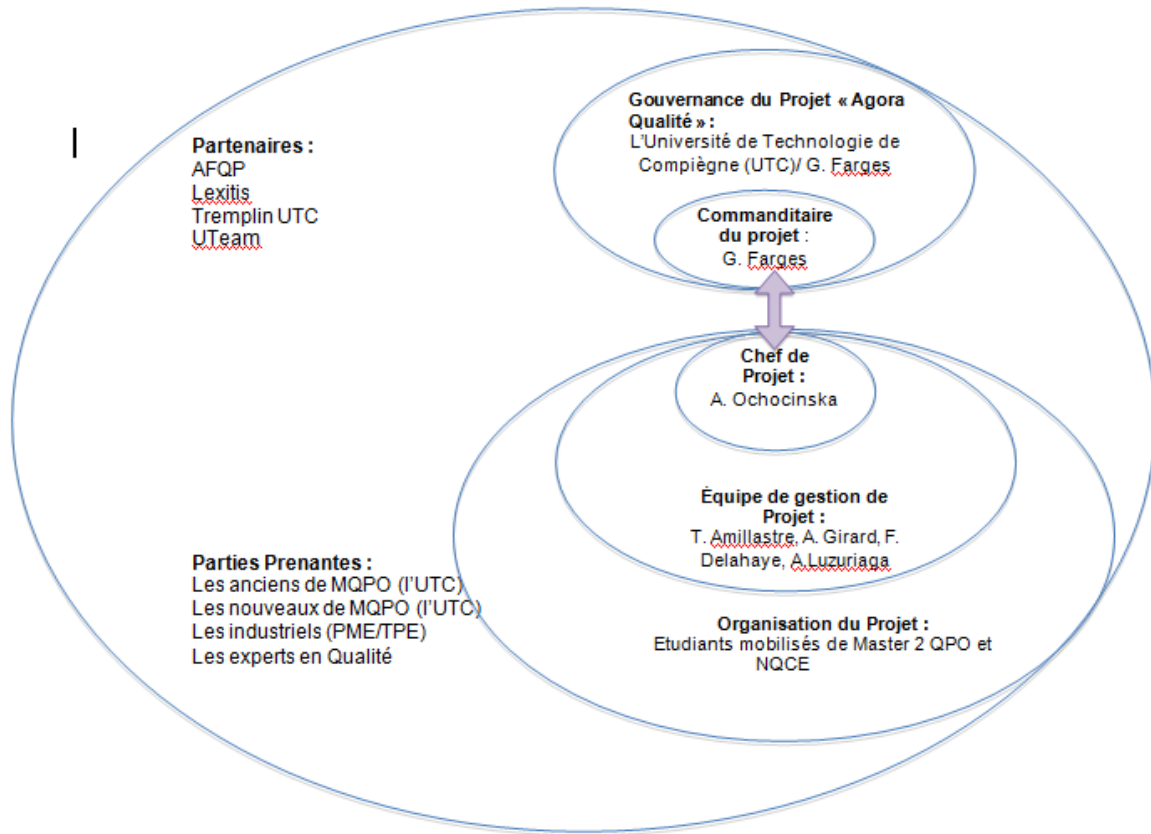 Partenaires :
AFQP
Lexitis
Tremplin UTC
UTeam
Gouvernance du Projet « Agora
Qualité » :
L'Université de Technologie de
Compiègne (UTC)/ G. Farges
Commanditaire
du projet :
G. Farges
Chef de
Projet :
A. Ochocinska
Équipe de gestion de
Projet :
T. Amillastre, A. Girard, F.
Delahaye, A.Luzuriaga
Parties Prenantes :
Les anciens de MQPO (l'UTC)
Les nouveaux de MQPO (l'UTC)
Les industriels (PME/TPE)
Les experts en Qualité
Organisation du Projet :
Etudiants mobilisés de Master 2 QPO et
NQCE